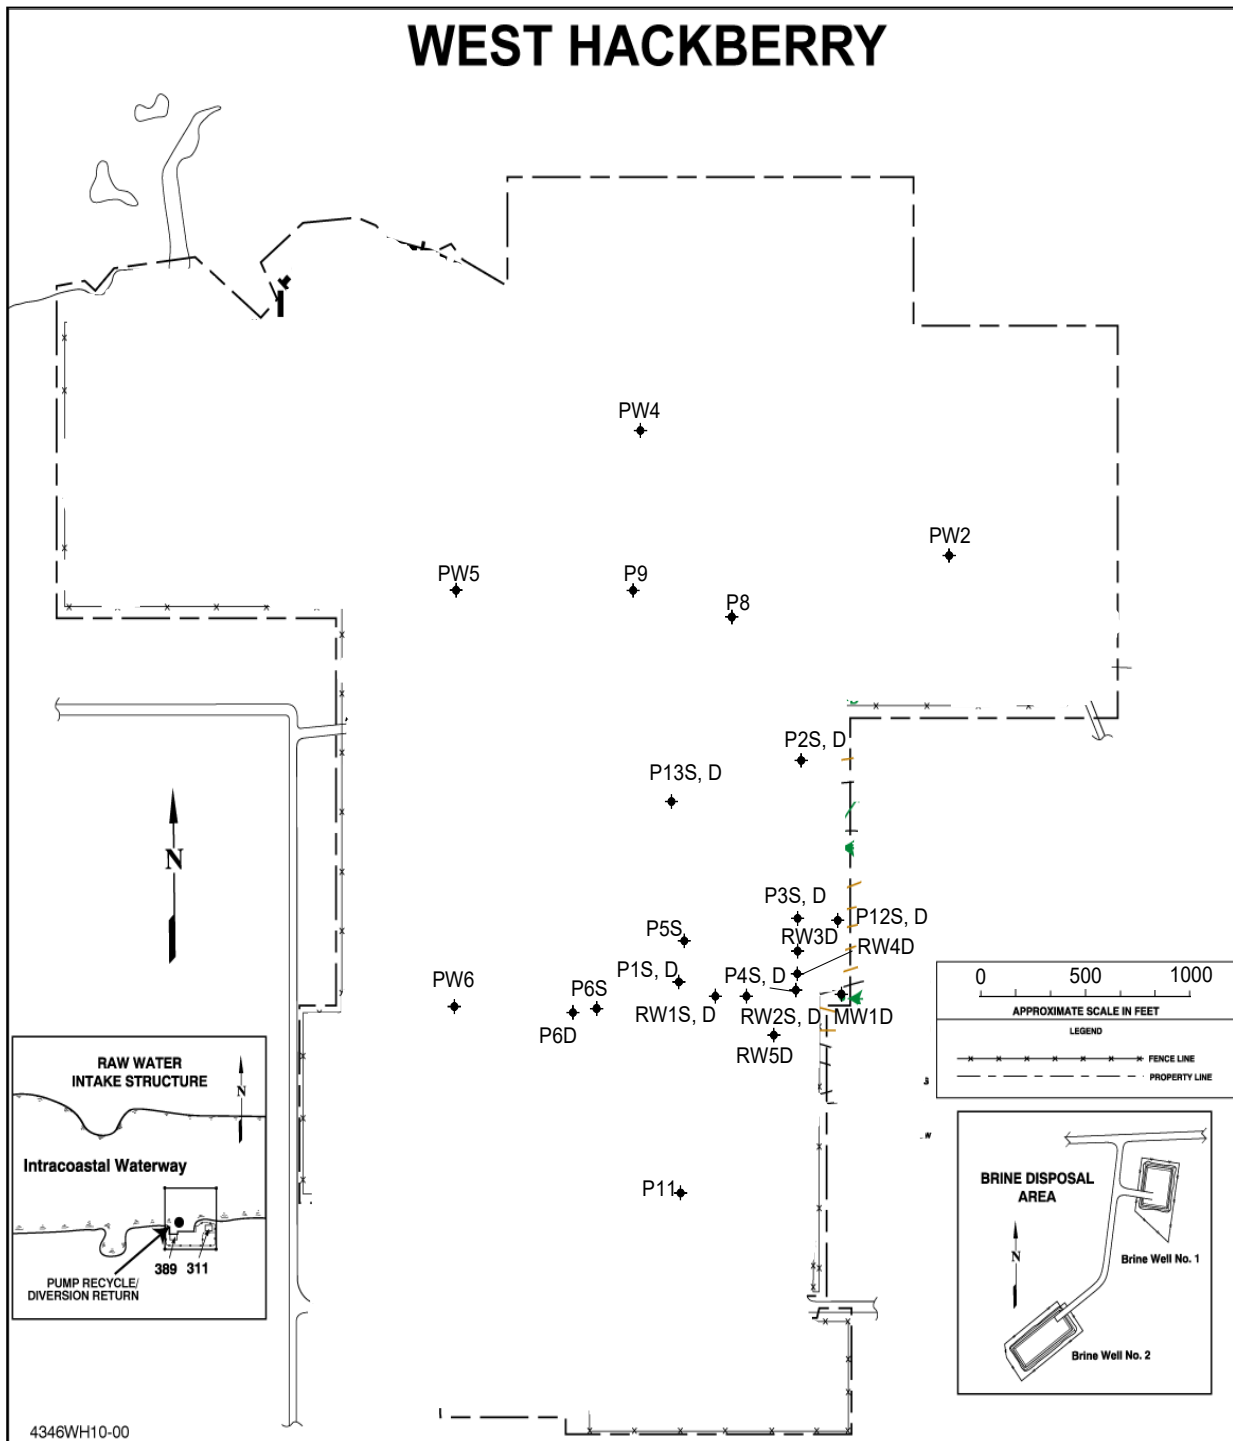 WEST HACKBERRY
PW4
PW2
PW5
P9
P8
P2S, D
P13S, D
N
P3S, D
P12S, D
P5S
RW3D
RW4D
P1S, D
P4S, D
PW6
P6S
RW1S, D
RW2S, D
MW1D
P6D
RW5D
P11
0 500 1000
APPROXIMATE SCALE IN FEET
LEGEND
FENCE LINE
PROPERTY LINE
RAW WATER
INTAKE STRUCTURE
N
Intracoastal Waterway
389 311
PUMP RECYCLE/
DIVERSION RETURN
BRINE DISPOSAL
AREA
N
Brine Well No. 1
Brine Well No. 2
4346WH10-00